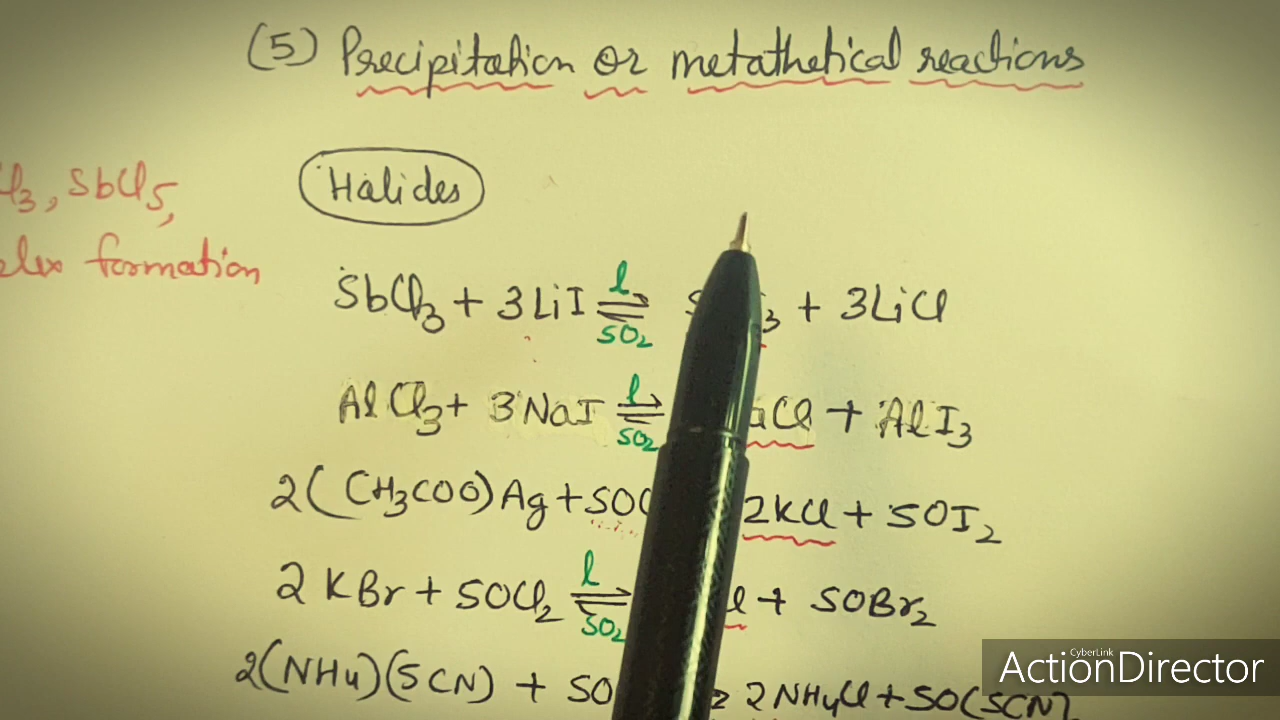 (5) Precipitation or metathetical reactions
l3, SbCl5,
Halides
lex formation
SbCl3 + 3LiI ⇌ 3 + 3LiCl
l
SO2
AlCl3 + 3NaI ⇌ aCl + AlI3
l
SO2
2(CH3COO)Ag + SOC 2KCl + SOI2
2KBr + SOCl2 ⇌ l + SOBr2
l
SO2
2(NH4)(SCN) + SO 2NH4Cl + SO(SCN)2
CyberLink
ActionDirector